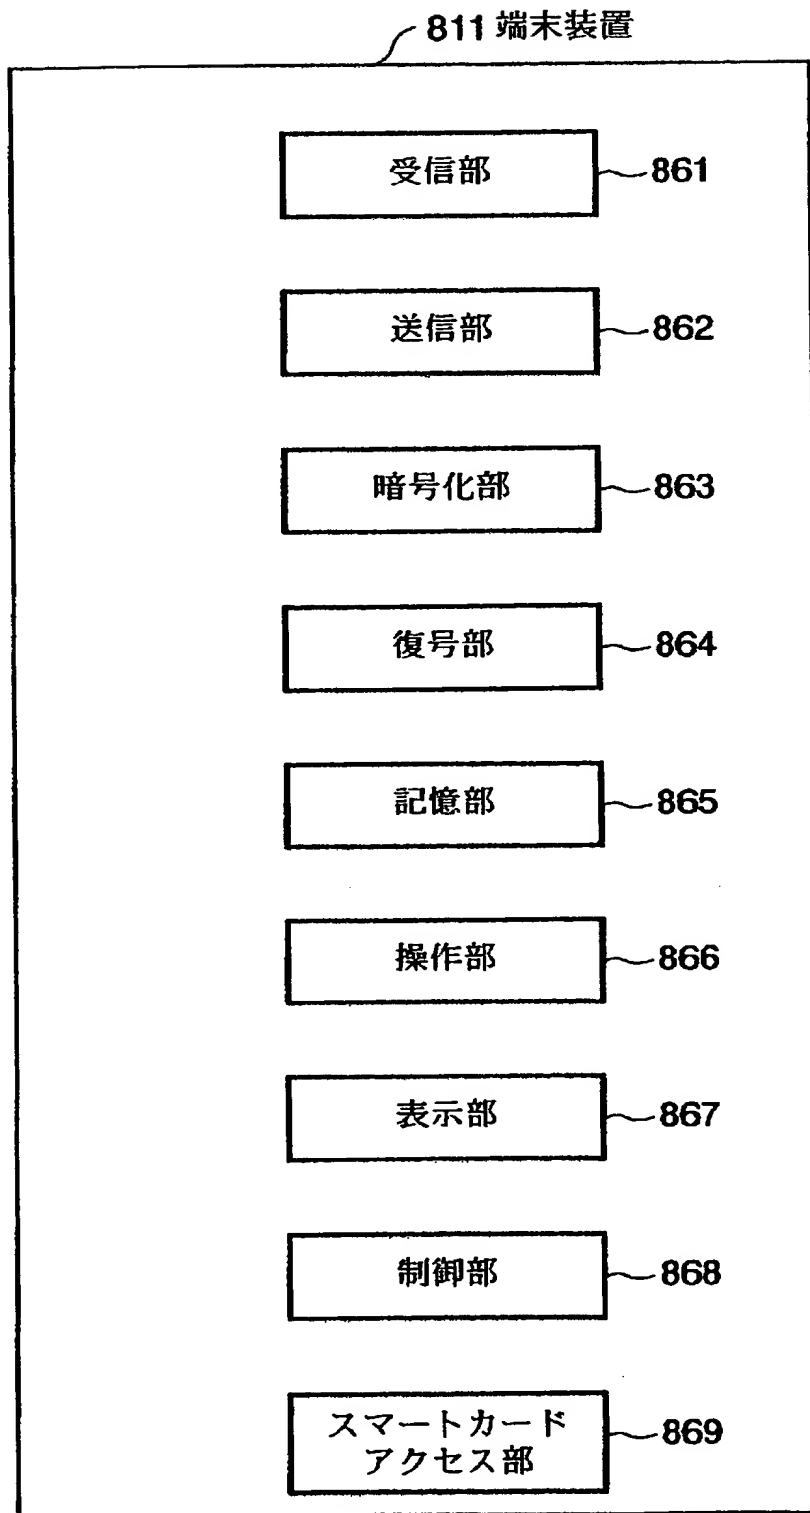 811 端末装置
受信部 861
送信部 862
暗号化部 863
復号部 864
記憶部 865
操作部 866
表示部 867
制御部 868
スマートカード
アクセス部 869